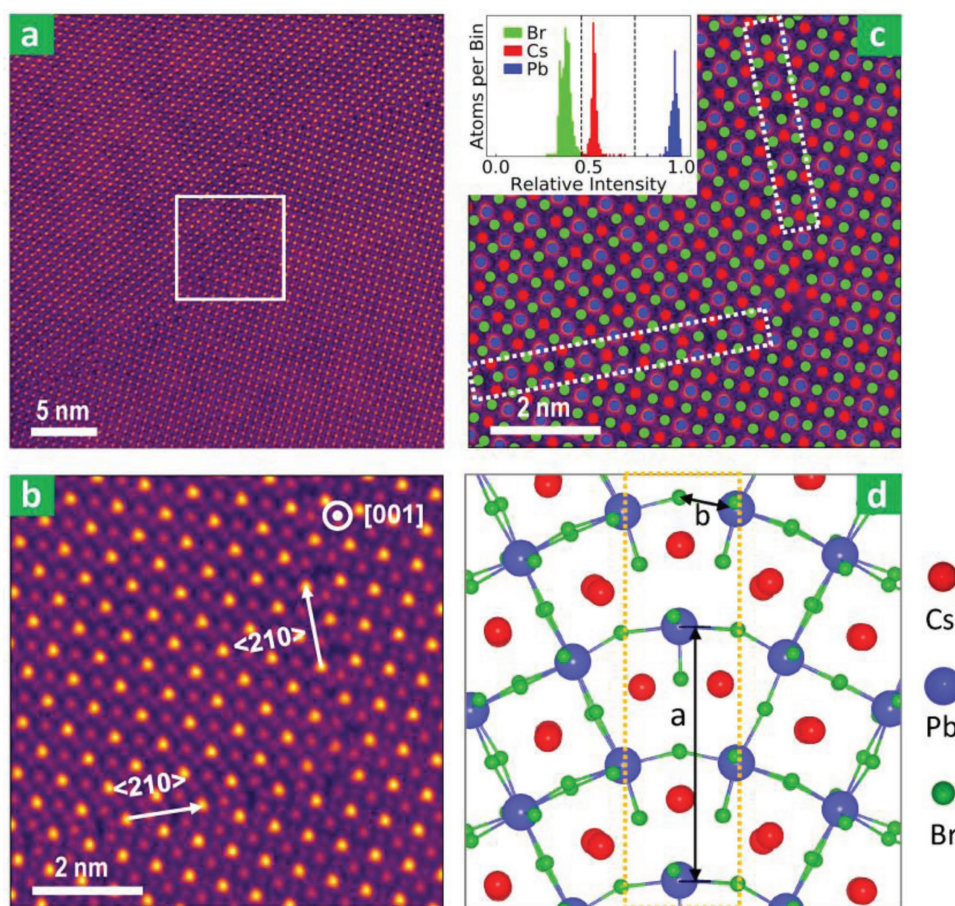 a
5 nm
Br
Cs
Pb
Atoms per Bin
0.0
0.5
1.0
Relative Intensity
c
2 nm
b
[001]
<210>
<210>
2 nm
d
b
a
Cs
Pb
Br